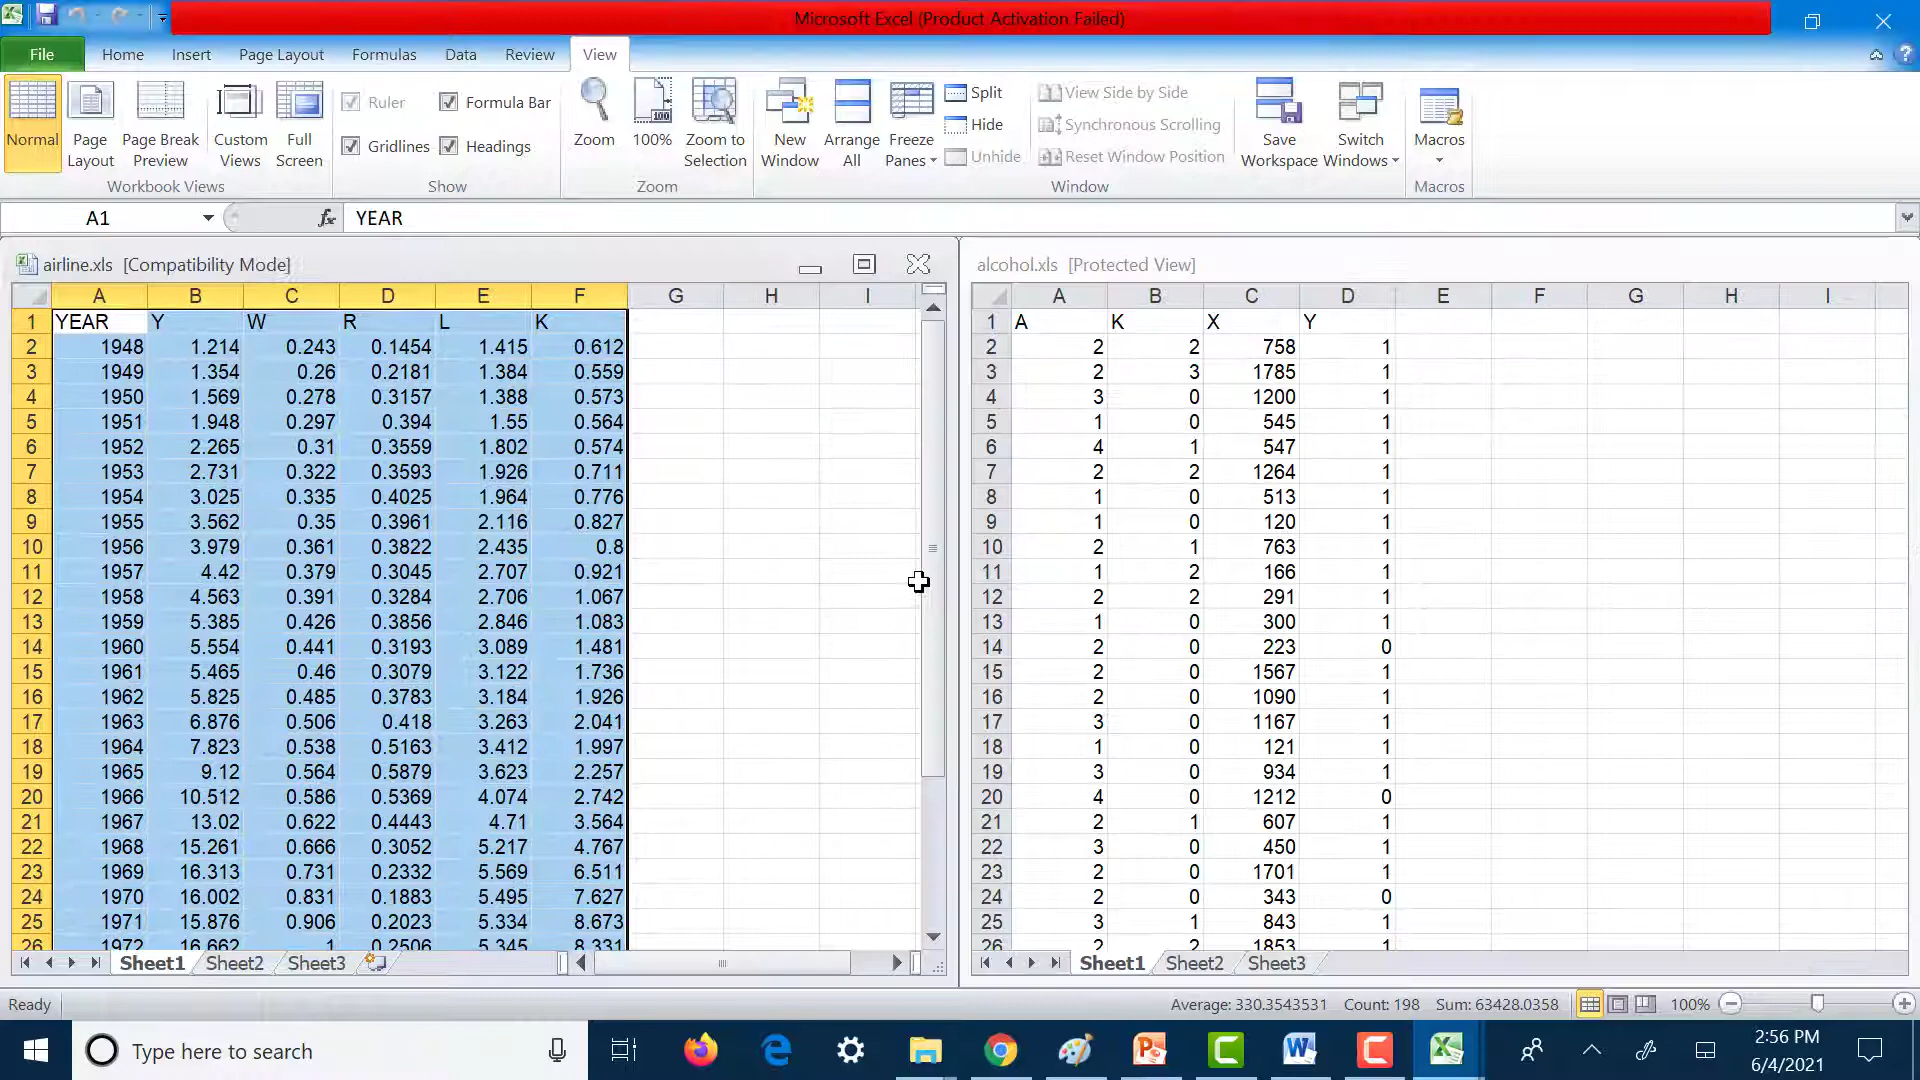 Microsoft Excel (Product Activation Failed)
File Home Insert Page Layout Formulas Data Review View
Normal Page Layout Page Break Preview Custom Views Full Screen
Workbook Views
Ruler Formula Bar
Gridlines Headings
Show
Zoom 100% Zoom to Selection
Zoom
New Window Arrange All Freeze Panes
Split
Hide
Unhide
View Side by Side
Synchronous Scrolling
Reset Window Position
Window
Save Workspace Switch Windows
Macros
Macros
A1 fx YEAR
airline.xls [Compatibility Mode]
A B C D E F G H I
1 YEAR Y W R L K
2 1948 1.214 0.243 0.1454 1.415 0.612
3 1949 1.354 0.26 0.2181 1.384 0.559
4 1950 1.569 0.278 0.3157 1.388 0.573
5 1951 1.948 0.297 0.394 1.55 0.564
6 1952 2.265 0.31 0.3559 1.802 0.574
7 1953 2.731 0.322 0.3593 1.926 0.711
8 1954 3.025 0.335 0.4025 1.964 0.776
9 1955 3.562 0.35 0.3961 2.116 0.827
10 1956 3.979 0.361 0.3822 2.435 0.8
11 1957 4.42 0.379 0.3045 2.707 0.921
12 1958 4.563 0.391 0.3284 2.706 1.067
13 1959 5.385 0.426 0.3856 2.846 1.083
14 1960 5.554 0.441 0.3193 3.089 1.481
15 1961 5.465 0.46 0.3079 3.122 1.736
16 1962 5.825 0.485 0.3783 3.184 1.926
17 1963 6.876 0.506 0.418 3.263 2.041
18 1964 7.823 0.538 0.5163 3.412 1.997
19 1965 9.12 0.564 0.5879 3.623 2.257
20 1966 10.512 0.586 0.5369 4.074 2.742
21 1967 13.02 0.622 0.4443 4.71 3.564
22 1968 15.261 0.666 0.3052 5.217 4.767
23 1969 16.313 0.731 0.2332 5.569 6.511
24 1970 16.002 0.831 0.1883 5.495 7.627
25 1971 15.876 0.906 0.2023 5.334 8.673
26 1972 16.662 1 0.2506 5.345 8.331
Sheet1 Sheet2 Sheet3
alcohol.xls [Protected View]
A B C D E F G H I
1 A K X Y
2 2 2 758 1
3 2 3 1785 1
4 3 0 1200 1
5 1 0 545 1
6 4 1 547 1
7 2 2 1264 1
8 1 0 513 1
9 1 0 120 1
10 2 1 763 1
11 1 2 166 1
12 2 2 291 1
13 1 0 300 1
14 2 0 223 0
15 2 0 1567 1
16 2 0 1090 1
17 3 0 1167 1
18 1 0 121 1
19 3 0 934 1
20 4 0 1212 0
21 2 1 607 1
22 3 0 450 1
23 2 0 1701 1
24 2 0 343 0
25 3 1 843 1
26 2 2 1853 1
Sheet1 Sheet2 Sheet3
Ready Average: 330.3543531 Count: 198 Sum: 63428.0358 100%
Type here to search
2:56 PM
6/4/2021